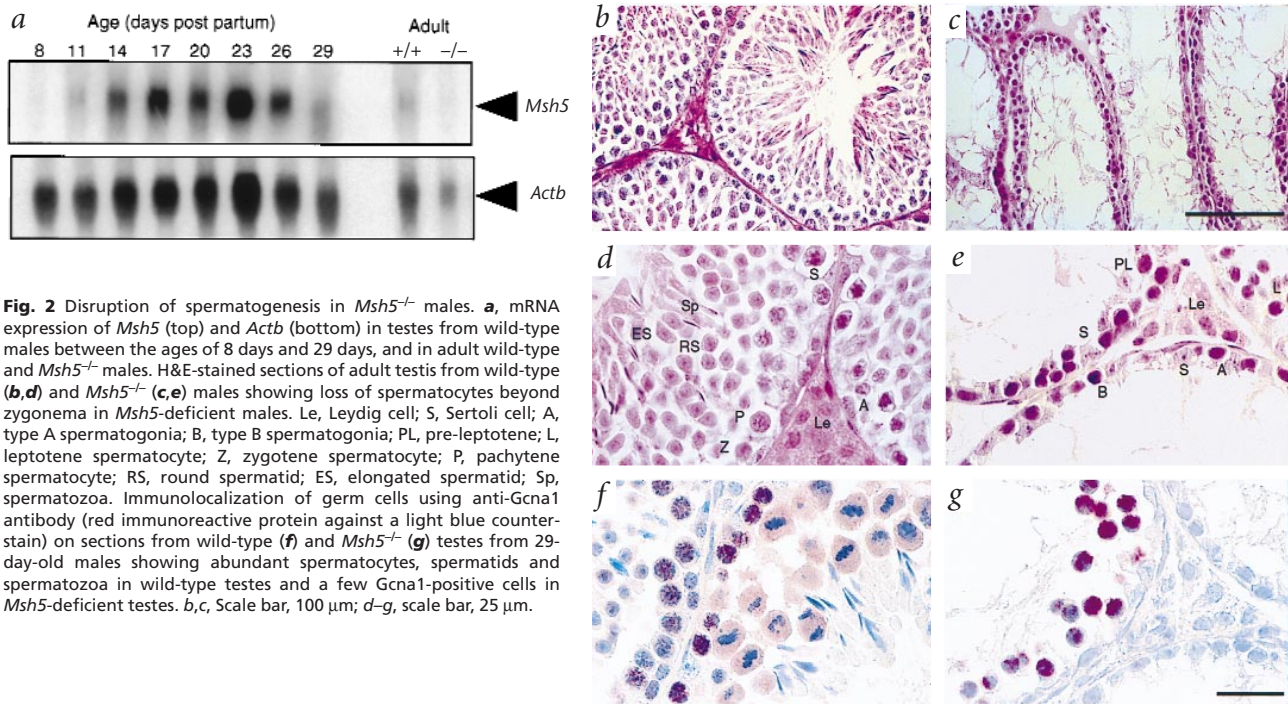 a
Age (days post partum)
Adult
8 11 14 17 20 23 26 29 +/+ −/−
Msh5
Actb
Fig. 2 Disruption of spermatogenesis in Msh5−/− males. a, mRNA
expression of Msh5 (top) and Actb (bottom) in testes from wild-type
males between the ages of 8 days and 29 days, and in adult wild-type
and Msh5−/− males. H&E-stained sections of adult testis from wild-type
(b,d) and Msh5−/− (c,e) males showing loss of spermatocytes beyond
zygonema in Msh5-deficient males. Le, Leydig cell; S, Sertoli cell; A,
type A spermatogonia; B, type B spermatogonia; PL, pre-leptotene; L,
leptotene spermatocyte; Z, zygotene spermatocyte; P, pachytene
spermatocyte; RS, round spermatid; ES, elongated spermatid; Sp,
spermatozoa. Immunolocalization of germ cells using anti-Gcna1
antibody (red immunoreactive protein against a light blue counter-
stain) on sections from wild-type (f) and Msh5−/− (g) testes from 29-
day-old males showing abundant spermatocytes, spermatids and
spermatozoa in wild-type testes and a few Gcna1-positive cells in
Msh5-deficient testes. b,c, Scale bar, 100 μm; d–g, scale bar, 25 μm.
b
c
d
S
Sp
ES
RS
P
A
Le
Z
e
PL
L
Le
S
S
A
B
f
g